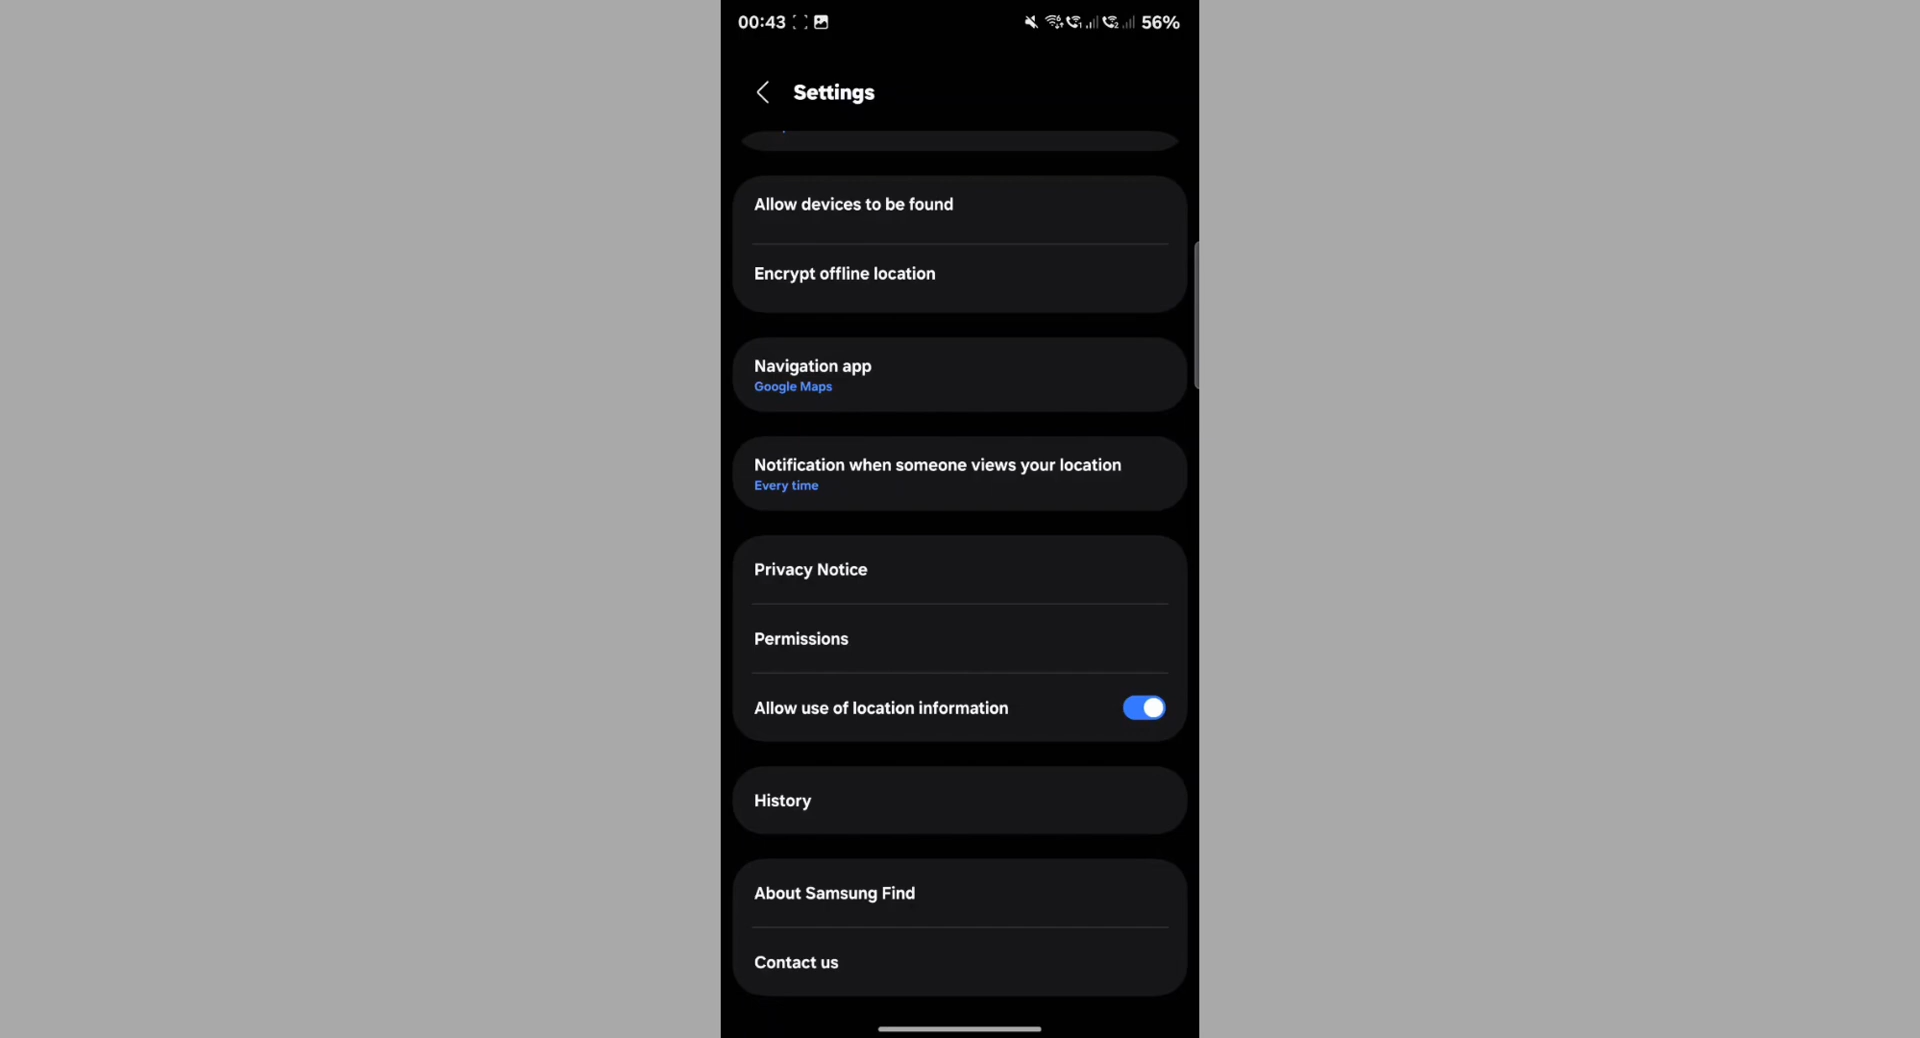 00:43 56%
Settings
Allow devices to be found
Encrypt offline location
Navigation app
Google Maps
Notification when someone views your location
Every time
Privacy Notice
Permissions
Allow use of location information
History
About Samsung Find
Contact us